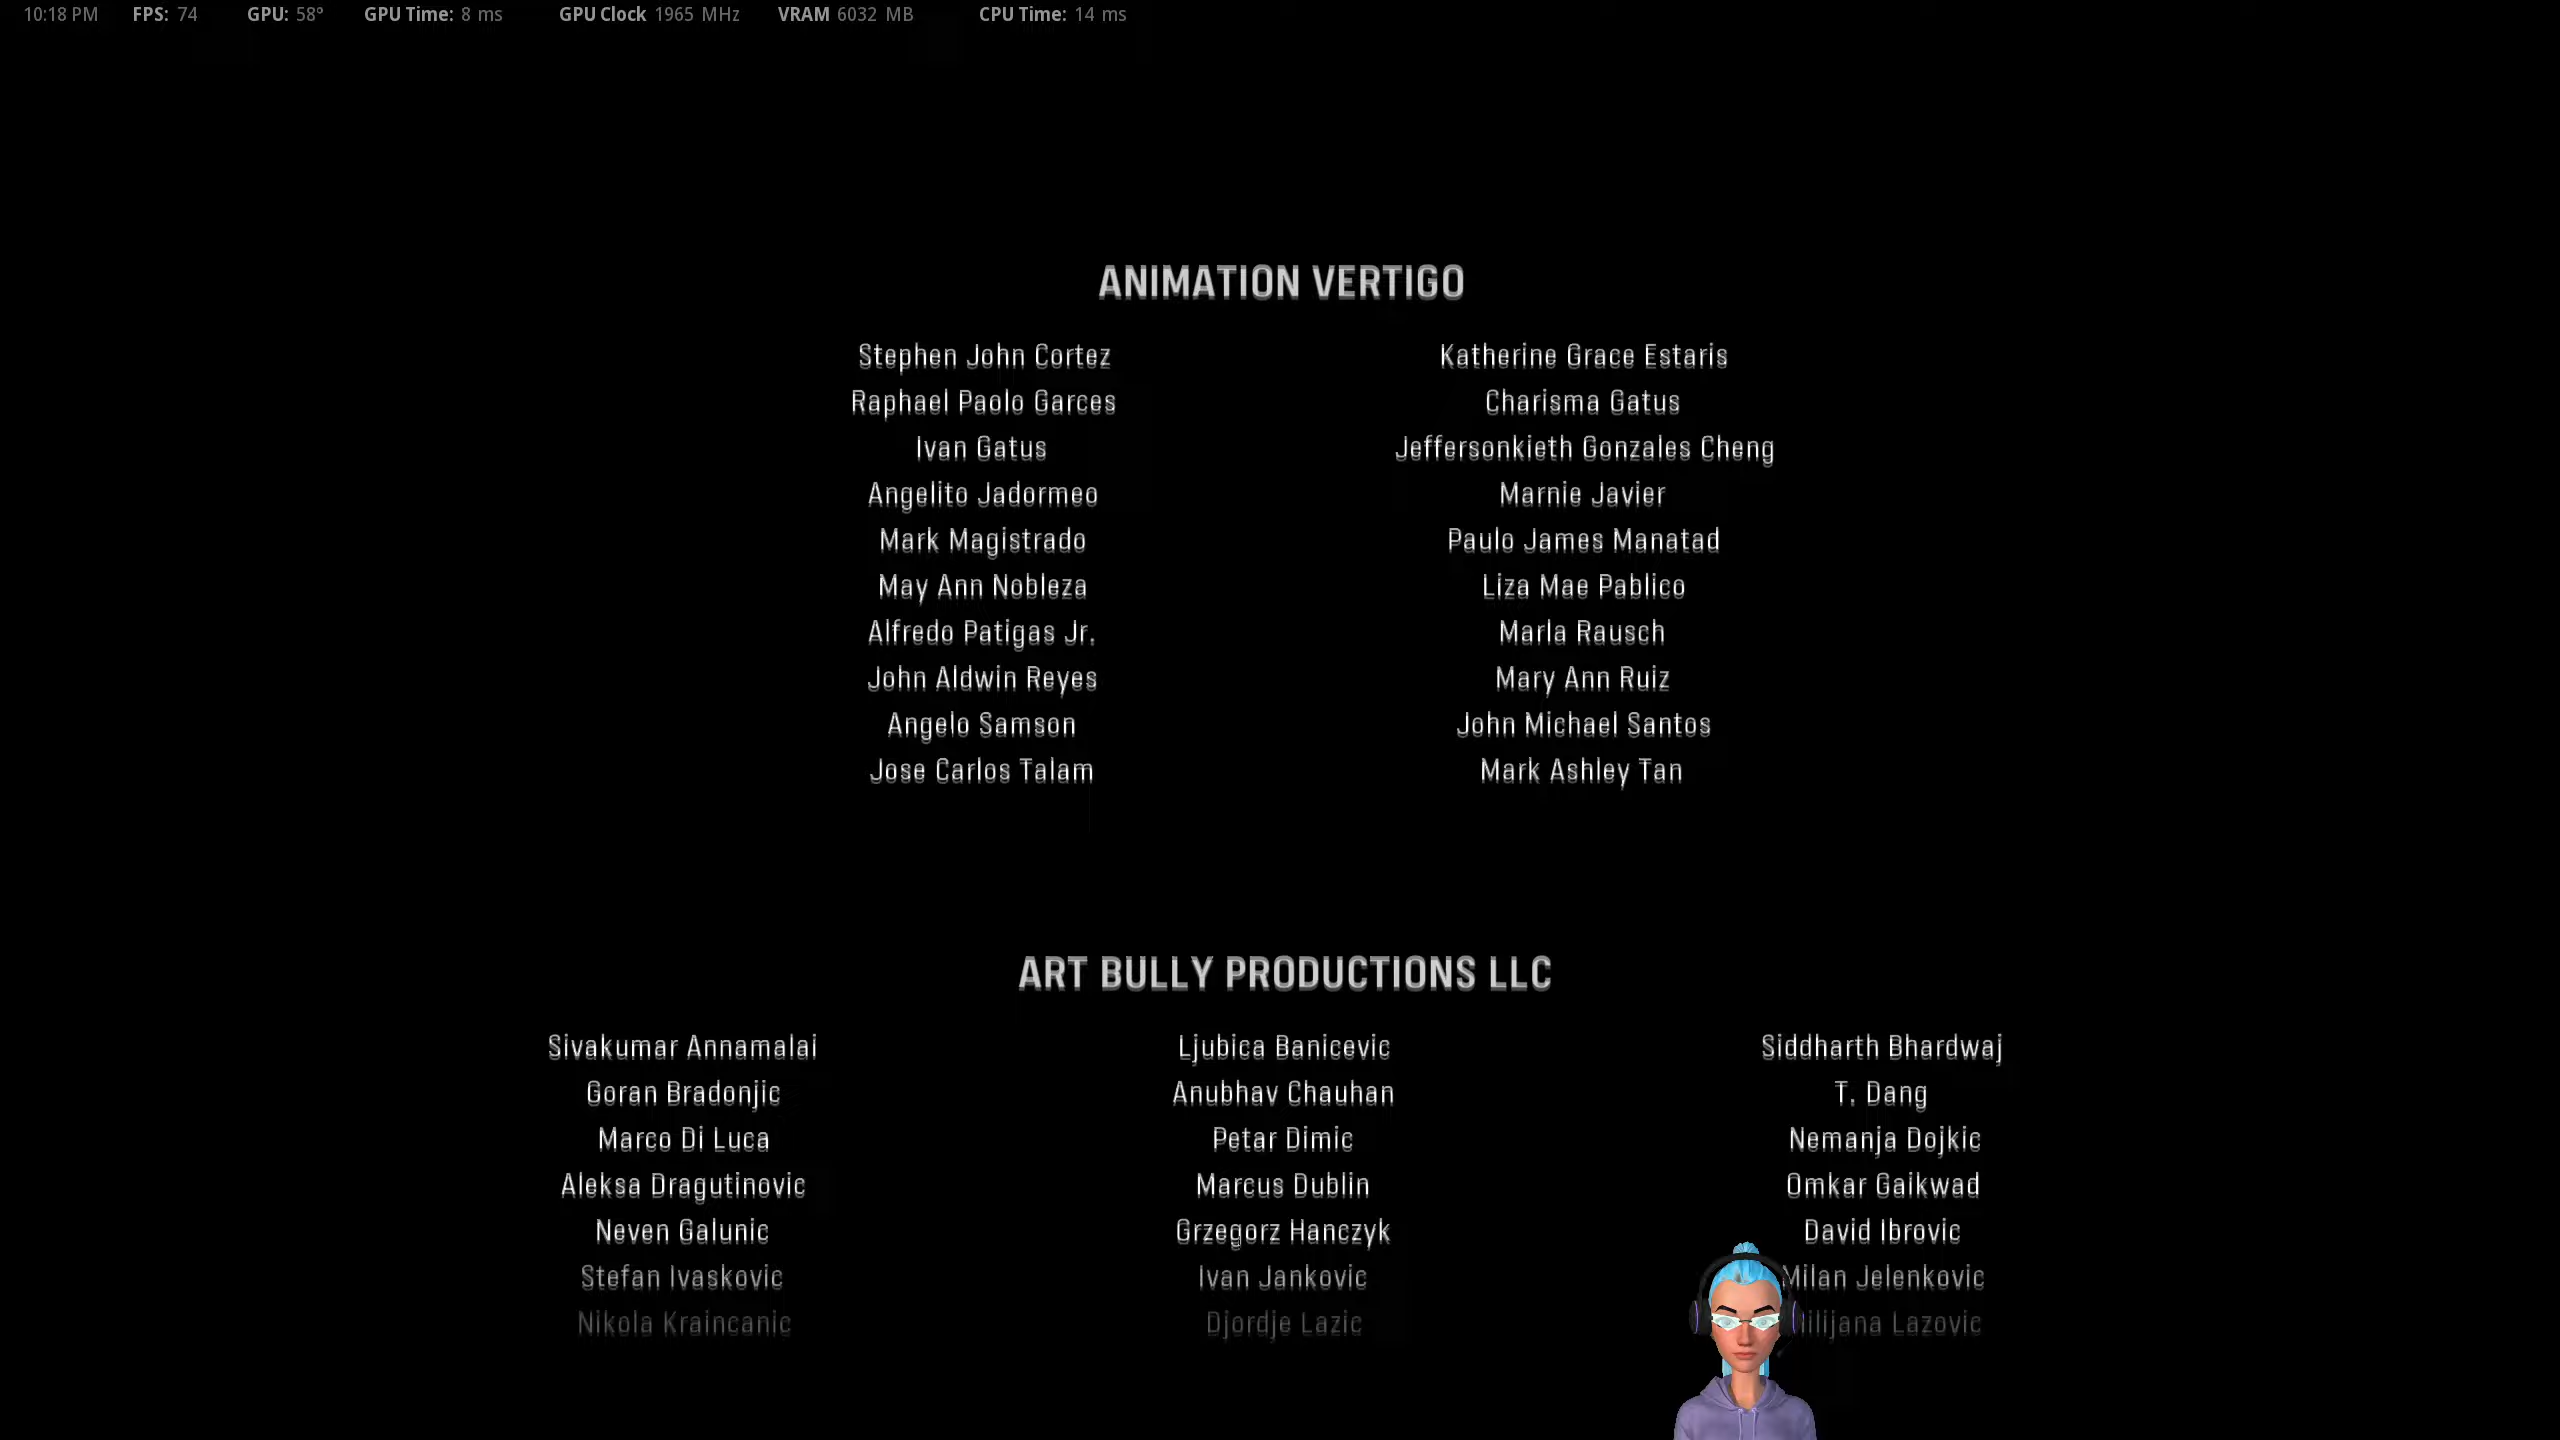 10:18 PM FPS: 74 GPU: 58° GPU Time: 8 ms GPU Clock 1965 MHz VRAM 6032 MB CPU Time: 14 ms
ANIMATION VERTIGO
Stephen John Cortez Katherine Grace Estaris
Raphael Paolo Garces Charisma Gatus
Ivan Gatus Jeffersonkieth Gonzales Cheng
Angelito Jadormeo Marnie Javier
Mark Magistrado Paulo James Manatad
May Ann Nobleza Liza Mae Pablico
Alfredo Patigas Jr. Marla Rausch
John Aldwin Reyes Mary Ann Ruiz
Angelo Samson John Michael Santos
Jose Carlos Talam Mark Ashley Tan
ART BULLY PRODUCTIONS LLC
Sivakumar Annamalai Ljubica Banicevic Siddharth Bhardwaj
Goran Bradonjic Anubhav Chauhan T. Dang
Marco Di Luca Petar Dimic Nemanja Dojkic
Aleksa Dragutinovic Marcus Dublin Omkar Gaikwad
Neven Galunic Grzegorz Hanczyk David Ibrovic
Stefan Ivaskovic Ivan Jankovic Milan Jelenkovic
Nikola Kraincanic Djordje Lazic Lazovic